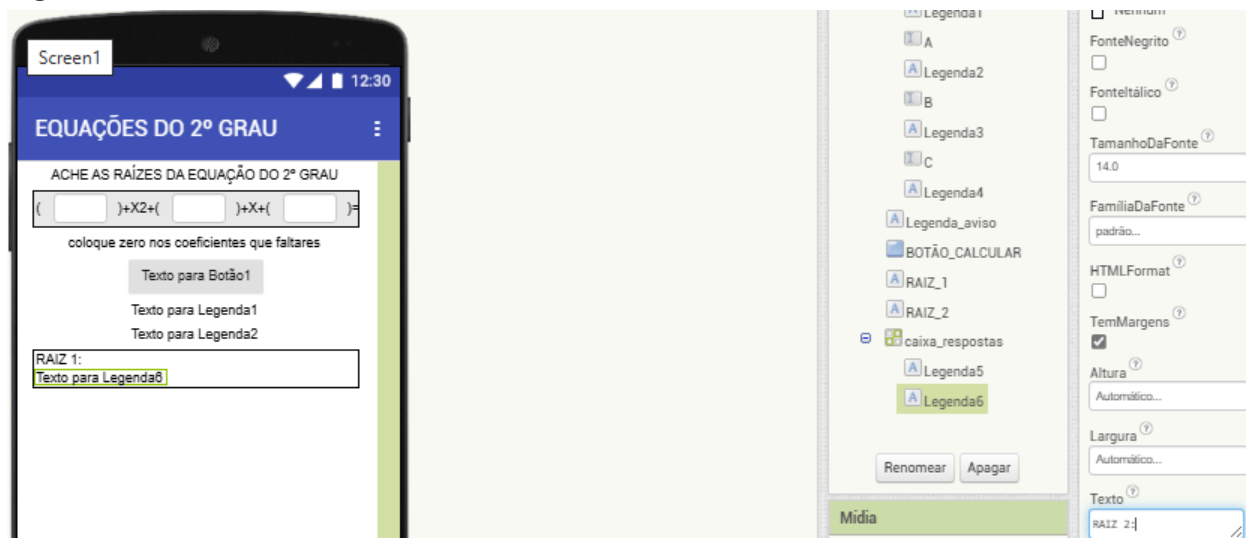 Screen1
12:30
EQUAÇÕES DO 2º GRAU
ACHE AS RAÍZES DA EQUAÇÃO DO 2º GRAU
( )+X2+( )+X+( )=
coloque zero nos coeficientes que faltares
Texto para Botão1
Texto para Legenda1
Texto para Legenda2
RAIZ 1:
Texto para Legenda6
Legenda1
A
Legenda2
B
Legenda3
C
Legenda4
Legenda_aviso
BOTÃO_CALCULAR
RAIZ_1
RAIZ_2
caixa_respostas
Legenda5
Legenda6
Renomear Apagar
Mídia
Nenhum
FonteNegrito
FonteItálico
TamanhoDaFonte
14.0
FamíliaDaFonte
padrão...
HTMLFormat
TemMargens
Altura
Automático...
Largura
Automático...
Texto
RAIZ 2: